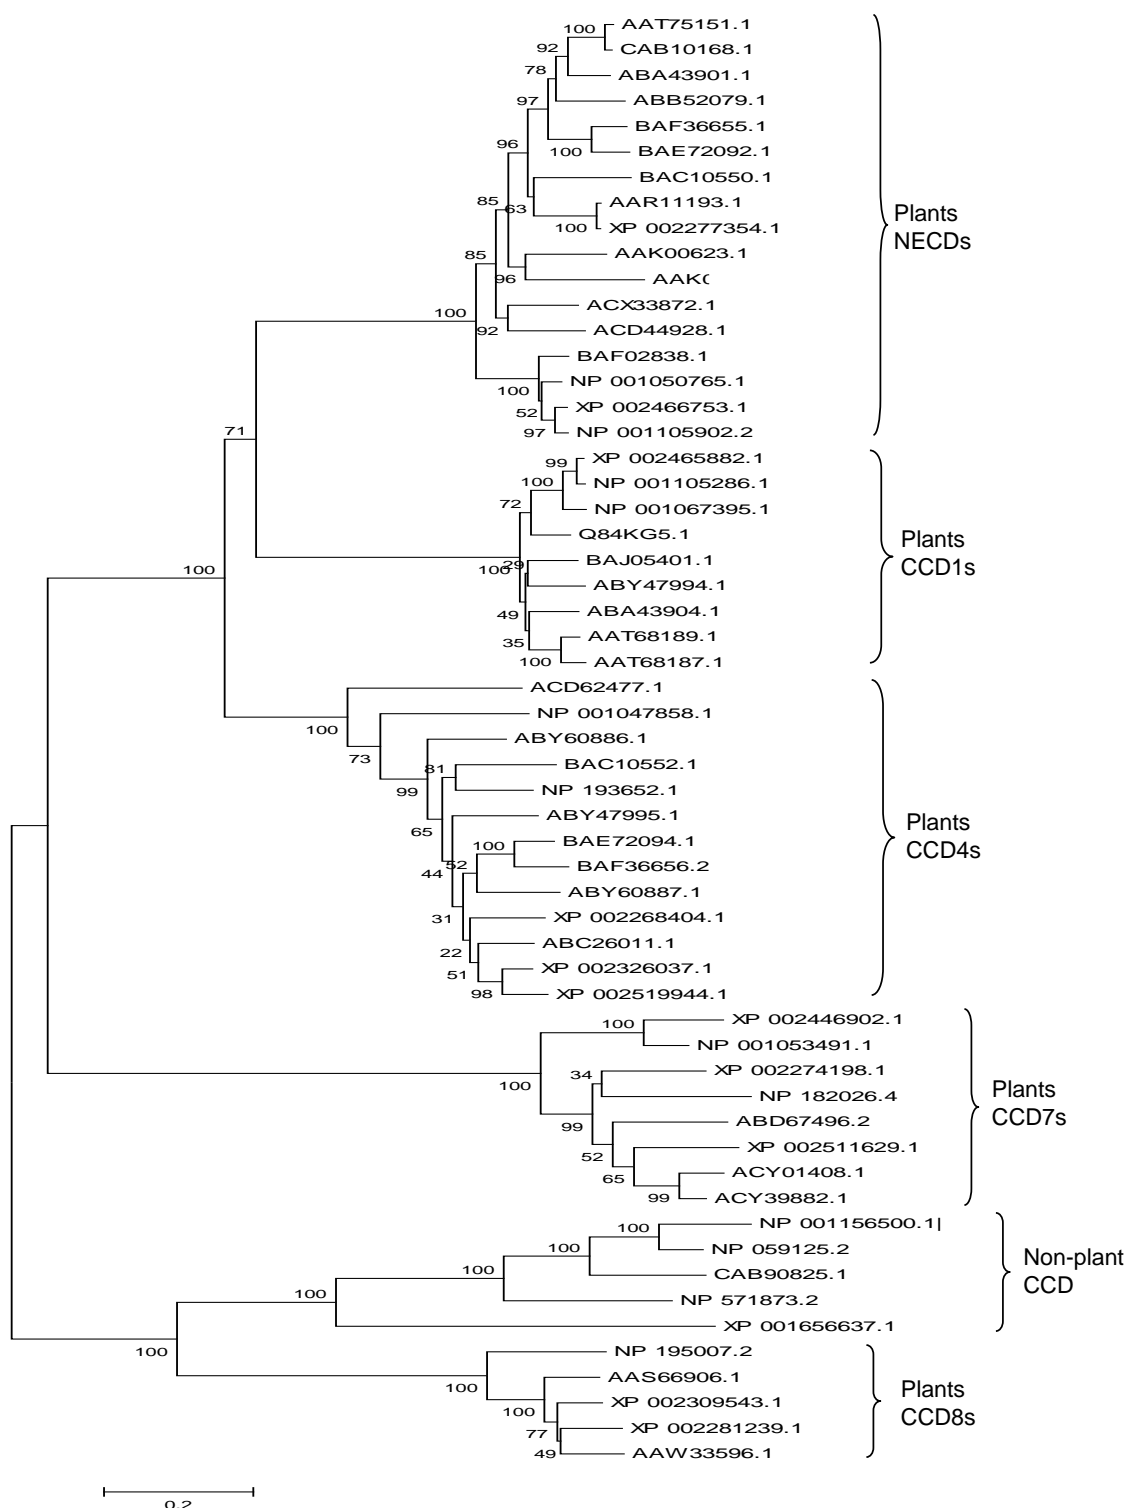 100
AAT75151.1
92
CAB10168.1
78
ABA43901.1
97
ABB52079.1
BAF36655.1
96
100
BAE72092.1
BAC10550.1
85
63
AAR11193.1
100
XP 002277354.1
Plants
NECDs
85
AAK00623.1
96
ACX33872.1
100
92
ACD44928.1
BAF02838.1
100
NP 001050765.1
52
XP 002466753.1
97
NP 001105902.2
71
99
XP 002465882.1
100
NP 001105286.1
72
NP 001067395.1
Q84KG5.1
Plants
CCD1s
100
100
29
BAJ05401.1
ABY47994.1
49
ABA43904.1
35
AAT68189.1
100
AAT68187.1
ACD62477.1
100
NP 001047858.1
73
ABY60886.1
81
BAC10552.1
99
NP 193652.1
65
ABY47995.1
Plants
CCD4s
100
BAE72094.1
44
52
BAF36656.2
ABY60887.1
31
XP 002268404.1
22
ABC26011.1
51
XP 002326037.1
98
XP 002519944.1
100
XP 002446902.1
NP 001053491.1
100
34
XP 002274198.1
NP 182026.4
Plants
CCD7s
99
ABD67496.2
52
XP 002511629.1
65
ACY01408.1
99
ACY39882.1
100
NP 001156500.1|
100
NP 059125.2
100
CAB90825.1
Non-plant
CCD
100
NP 571873.2
XP 001656637.1
100
NP 195007.2
100
AAS66906.1
Plants
CCD8s
100
XP 002309543.1
77
XP 002281239.1
49
AAW33596.1
0.2